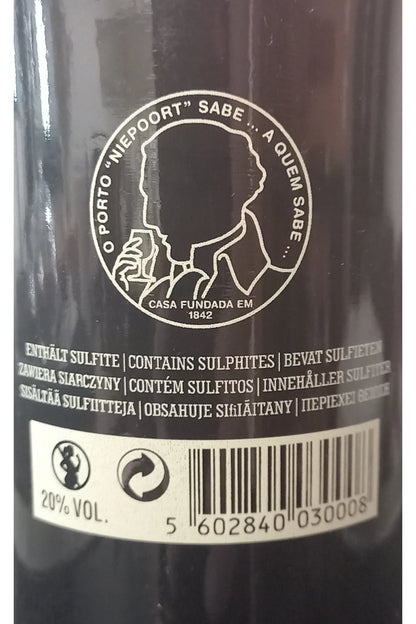 O PORTO "NIEPOORT" SABE ... A QUEM SABE ...
CASA FUNDADA EM
1842
ENTHÄLT SULFITE | CONTAINS SULPHITES | BEVAT SULFIETEN
ZAWIERA SIARCZYNY | CONTÉM SULFITOS | INNEHÅLLER SULFITER
SISÄLTÄÄ SULFIITTEJA | OBSAHUJE | ΠΕΡΙΕΧΕΙ
20% VOL.
5 602840 030008